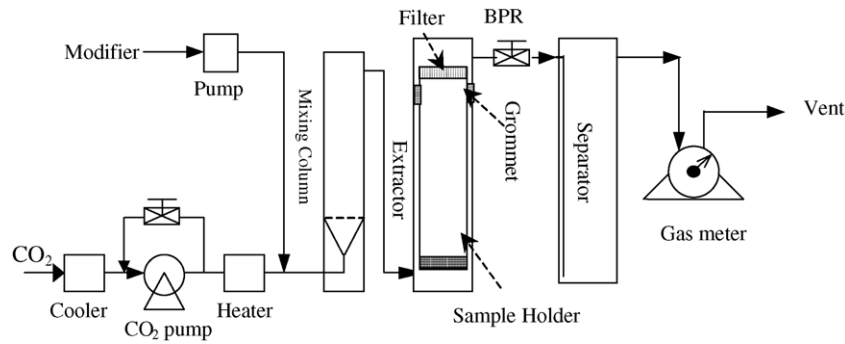 Filter
BPR
Modifier
Pump
Mixing Column
Extractor
Grommet
Separator
Vent
Gas meter
CO₂
Cooler
CO₂ pump
Heater
Sample Holder